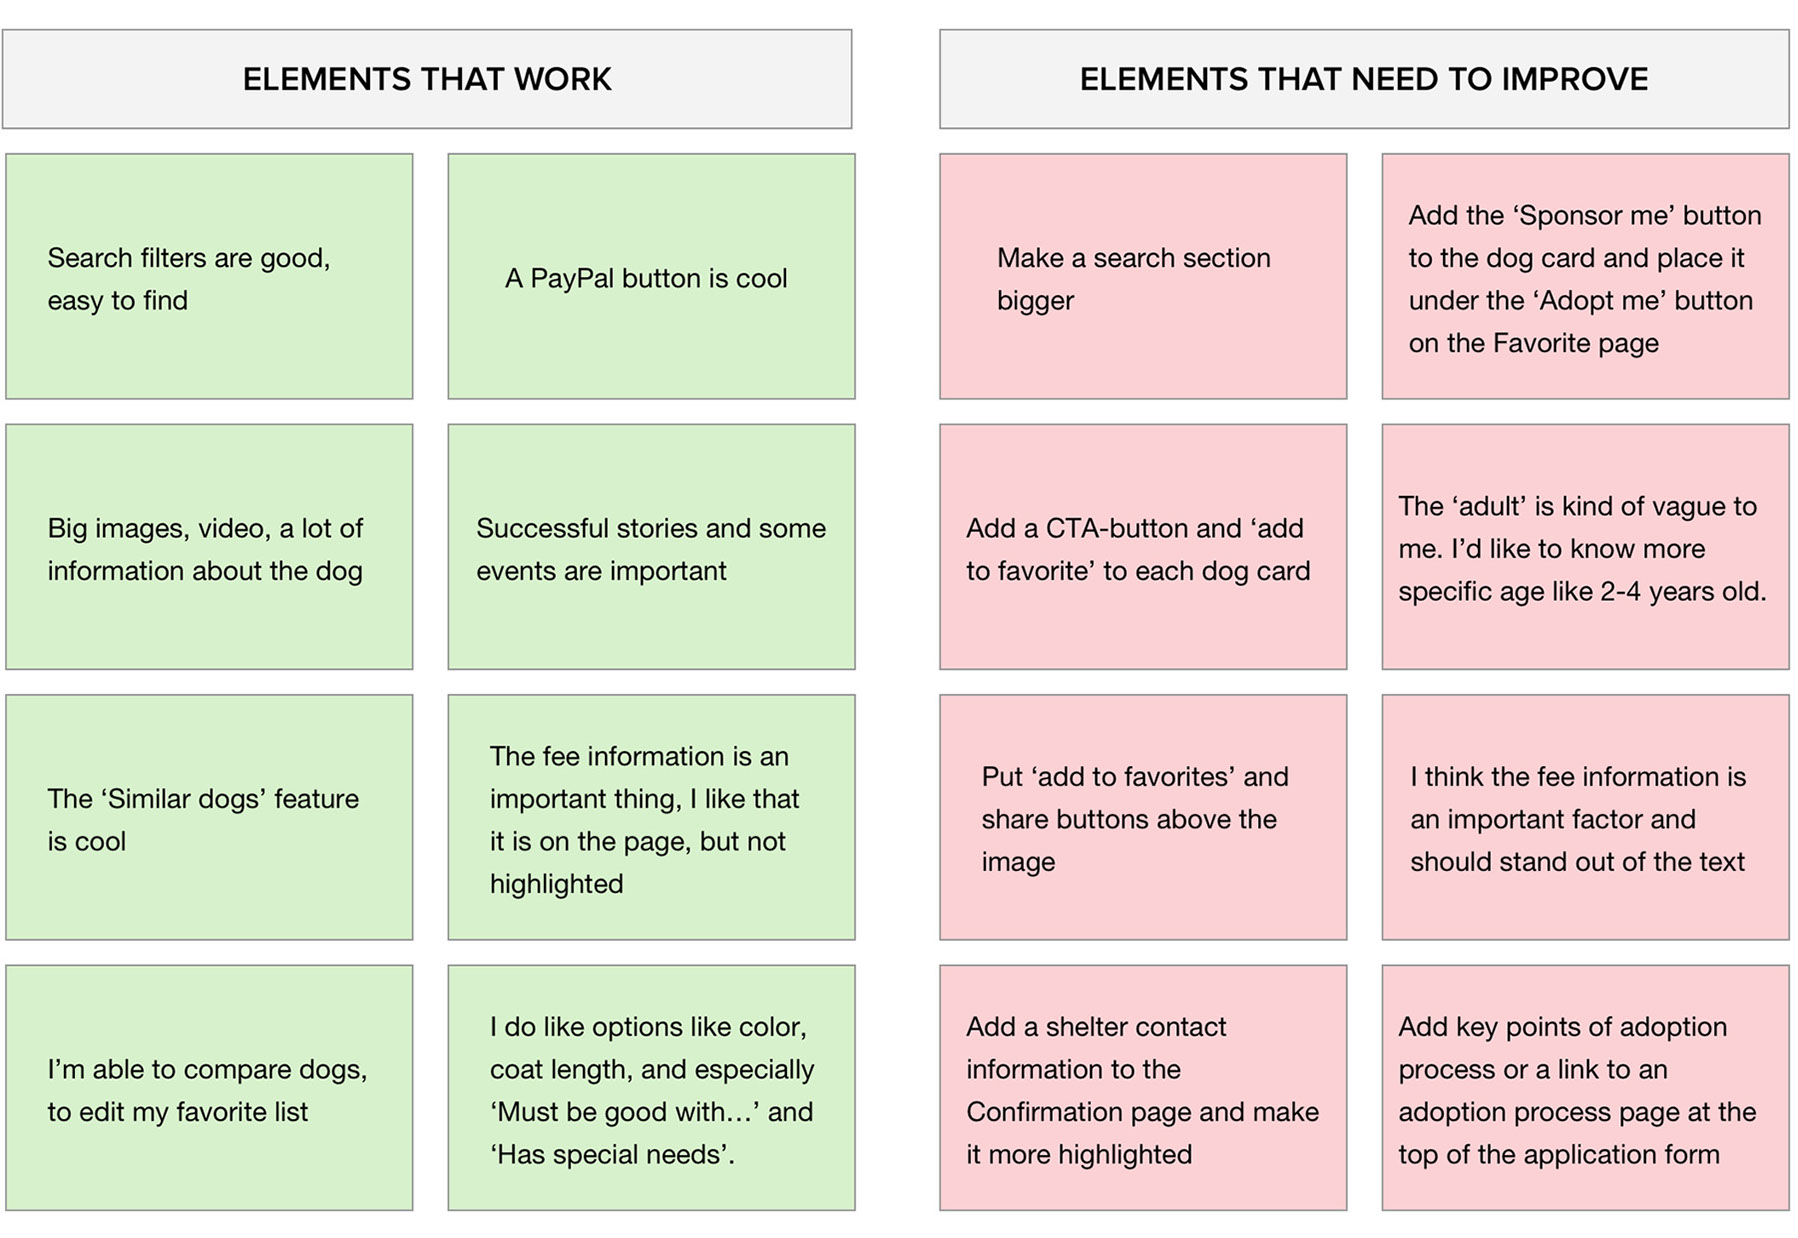 ELEMENTS THAT WORK
Search filters are good,
easy to find
A PayPal button is cool
Big images, video, a lot of
information about the dog
Successful stories and some
events are important
The ‘Similar dogs’ feature
is cool
The fee information is an
important thing, I like that
it is on the page, but not
highlighted
I’m able to compare dogs,
to edit my favorite list
I do like options like color,
coat length, and especially
‘Must be good with…’ and
‘Has special needs’.
ELEMENTS THAT NEED TO IMPROVE
Make a search section
bigger
Add the ‘Sponsor me’ button
to the dog card and place it
under the ‘Adopt me’ button
on the Favorite page
Add a CTA-button and ‘add
to favorite’ to each dog card
The ‘adult’ is kind of vague to
me. I’d like to know more
specific age like 2-4 years old.
Put ‘add to favorites’ and
share buttons above the
image
I think the fee information is
an important factor and
should stand out of the text
Add a shelter contact
information to the
Confirmation page and make
it more highlighted
Add key points of adoption
process or a link to an
adoption process page at the
top of the application form